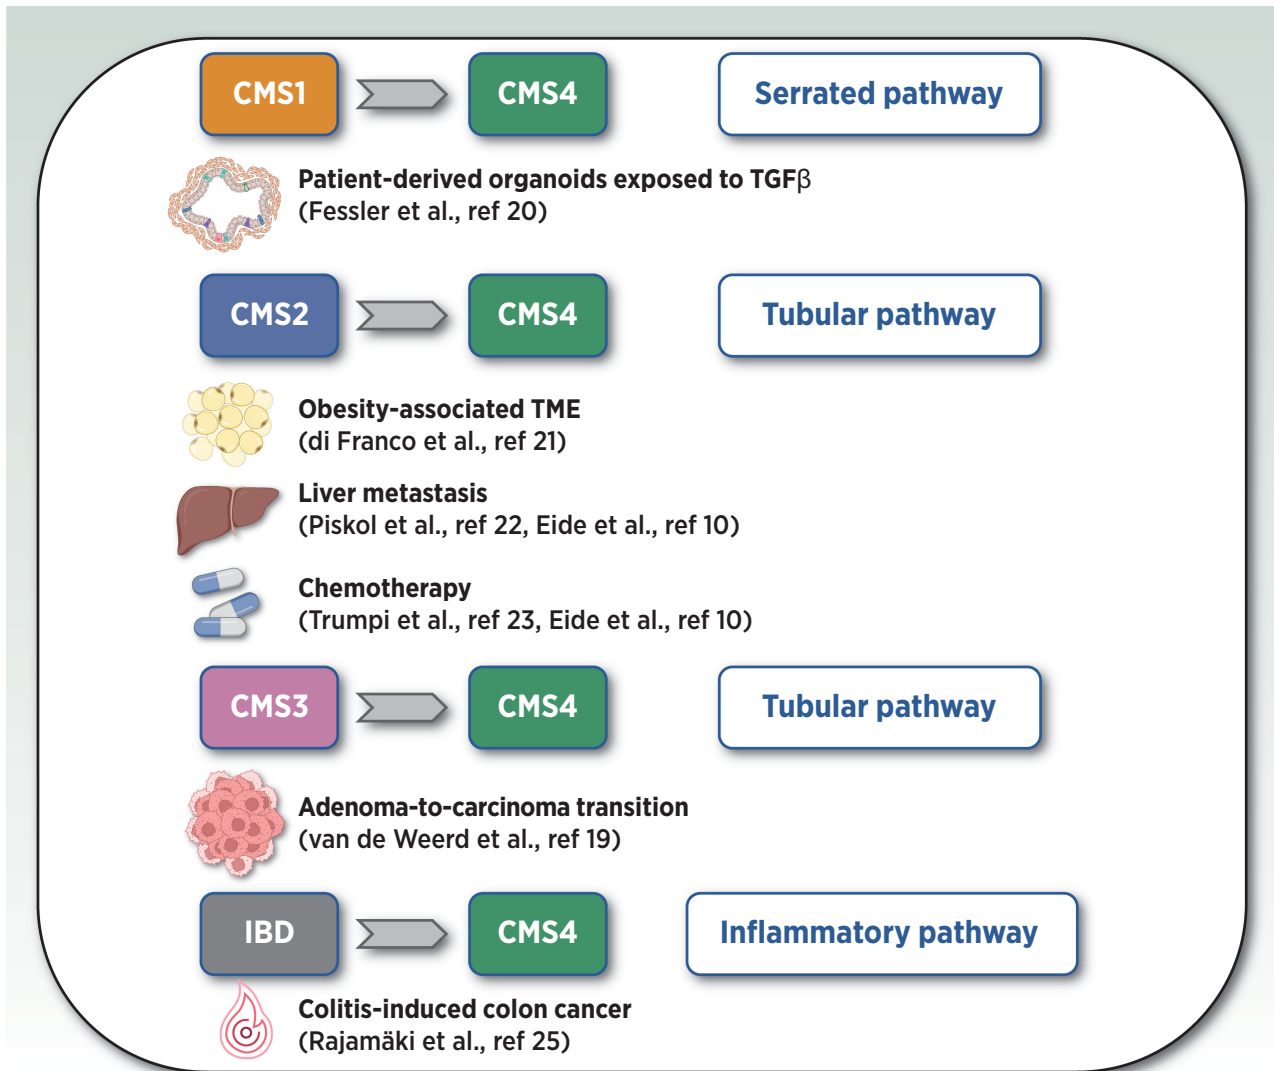 CMS1 CMS4 Serrated pathway
Patient-derived organoids exposed to TGFβ
(Fessler et al., ref 20)
CMS2 CMS4 Tubular pathway
Obesity-associated TME
(di Franco et al., ref 21)
Liver metastasis
(Piskol et al., ref 22, Eide et al., ref 10)
Chemotherapy
(Trumpi et al., ref 23, Eide et al., ref 10)
CMS3 CMS4 Tubular pathway
Adenoma-to-carcinoma transition
(van de Weerd et al., ref 19)
IBD CMS4 Inflammatory pathway
Colitis-induced colon cancer
(Rajamäki et al., ref 25)